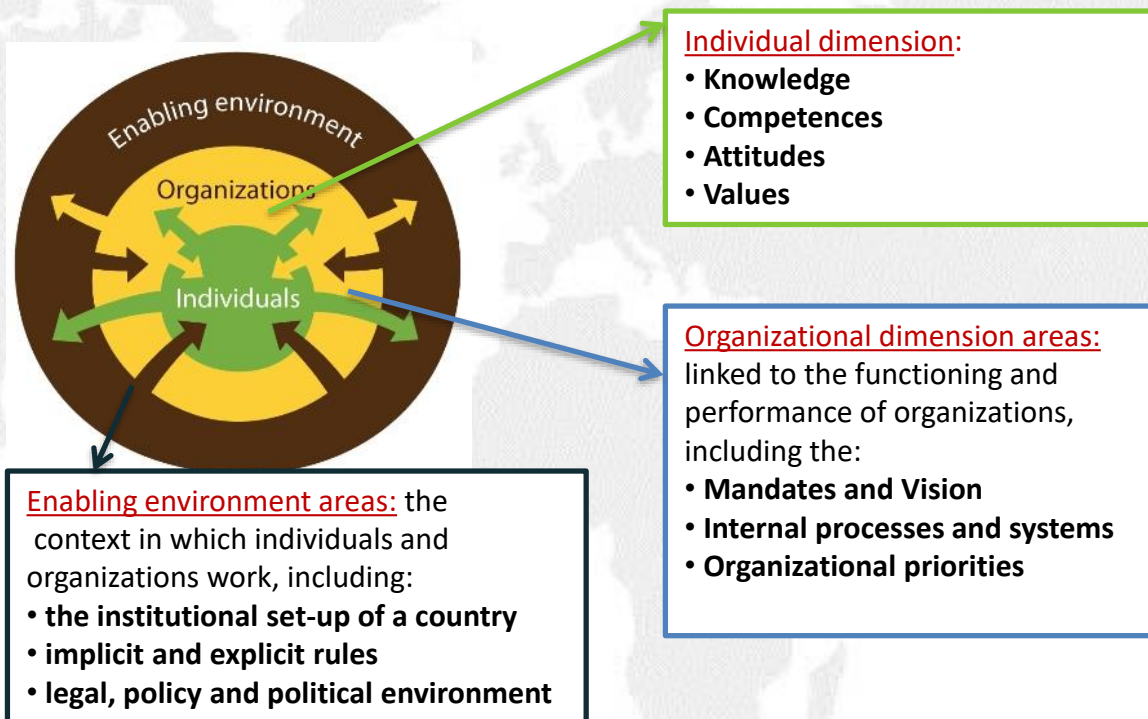 Enabling environment
Organizations
Individuals
Individual dimension:
• Knowledge
• Competences
• Attitudes
• Values
Organizational dimension areas:
linked to the functioning and
performance of organizations,
including the:
• Mandates and Vision
• Internal processes and systems
• Organizational priorities
Enabling environment areas: the
context in which individuals and
organizations work, including:
• the institutional set-up of a country
• implicit and explicit rules
• legal, policy and political environment